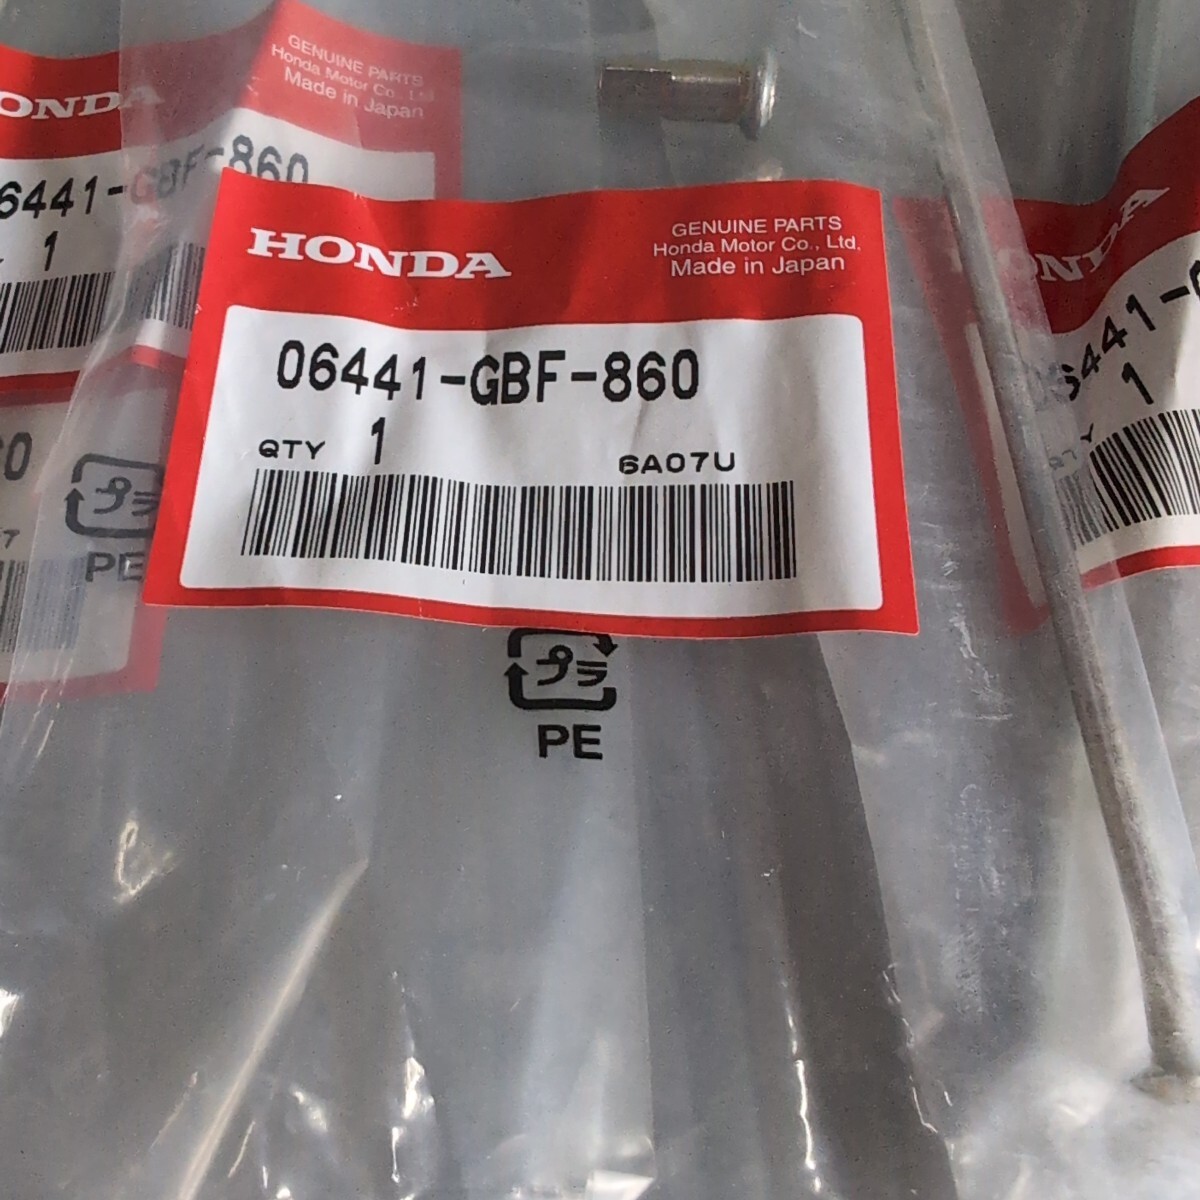 GENUINE PARTS
Honda Motor Co., Ltd.
Made in Japan
06441-GBF-860
1
HONDA
GENUINE PARTS
Honda Motor Co., Ltd.
Made in Japan
06441-GBF-860
QTY 1
6A07U
プラ
PE
プラ
PE
1